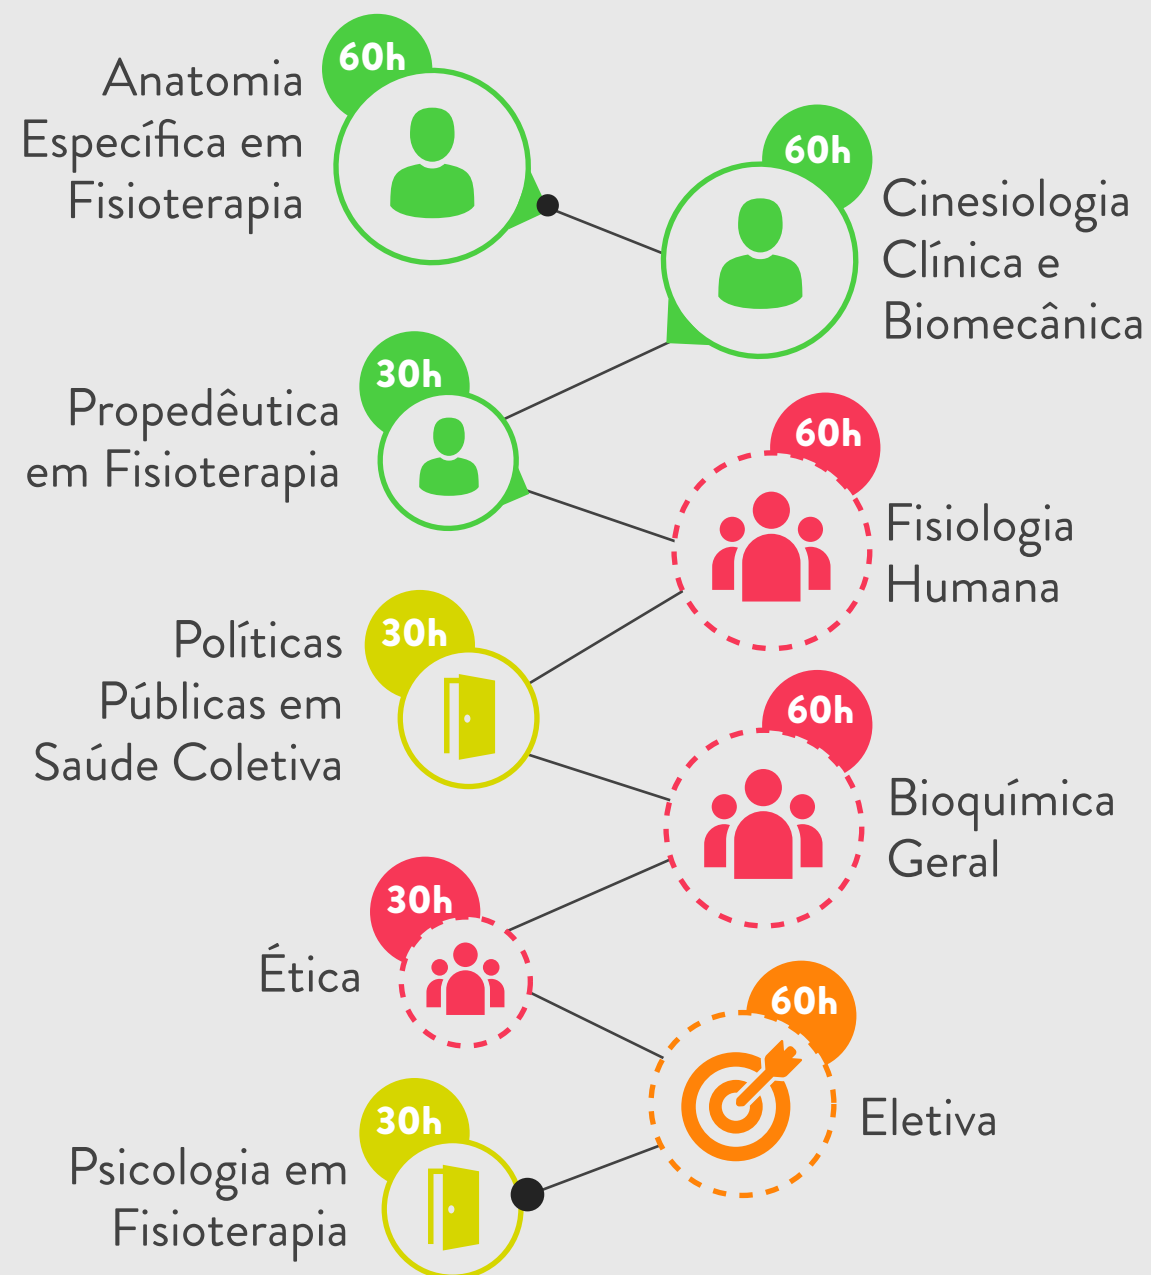 60h
Anatomia
Específica em
Fisioterapia
60h
Cinesiologia
Clínica e
Biomecânica
30h
Propedêutica
em Fisioterapia
60h
Fisiologia
Humana
30h
Políticas
Públicas em
Saúde Coletiva
60h
Bioquímica
Geral
30h
Ética
60h
Eletiva
30h
Psicologia em
Fisioterapia